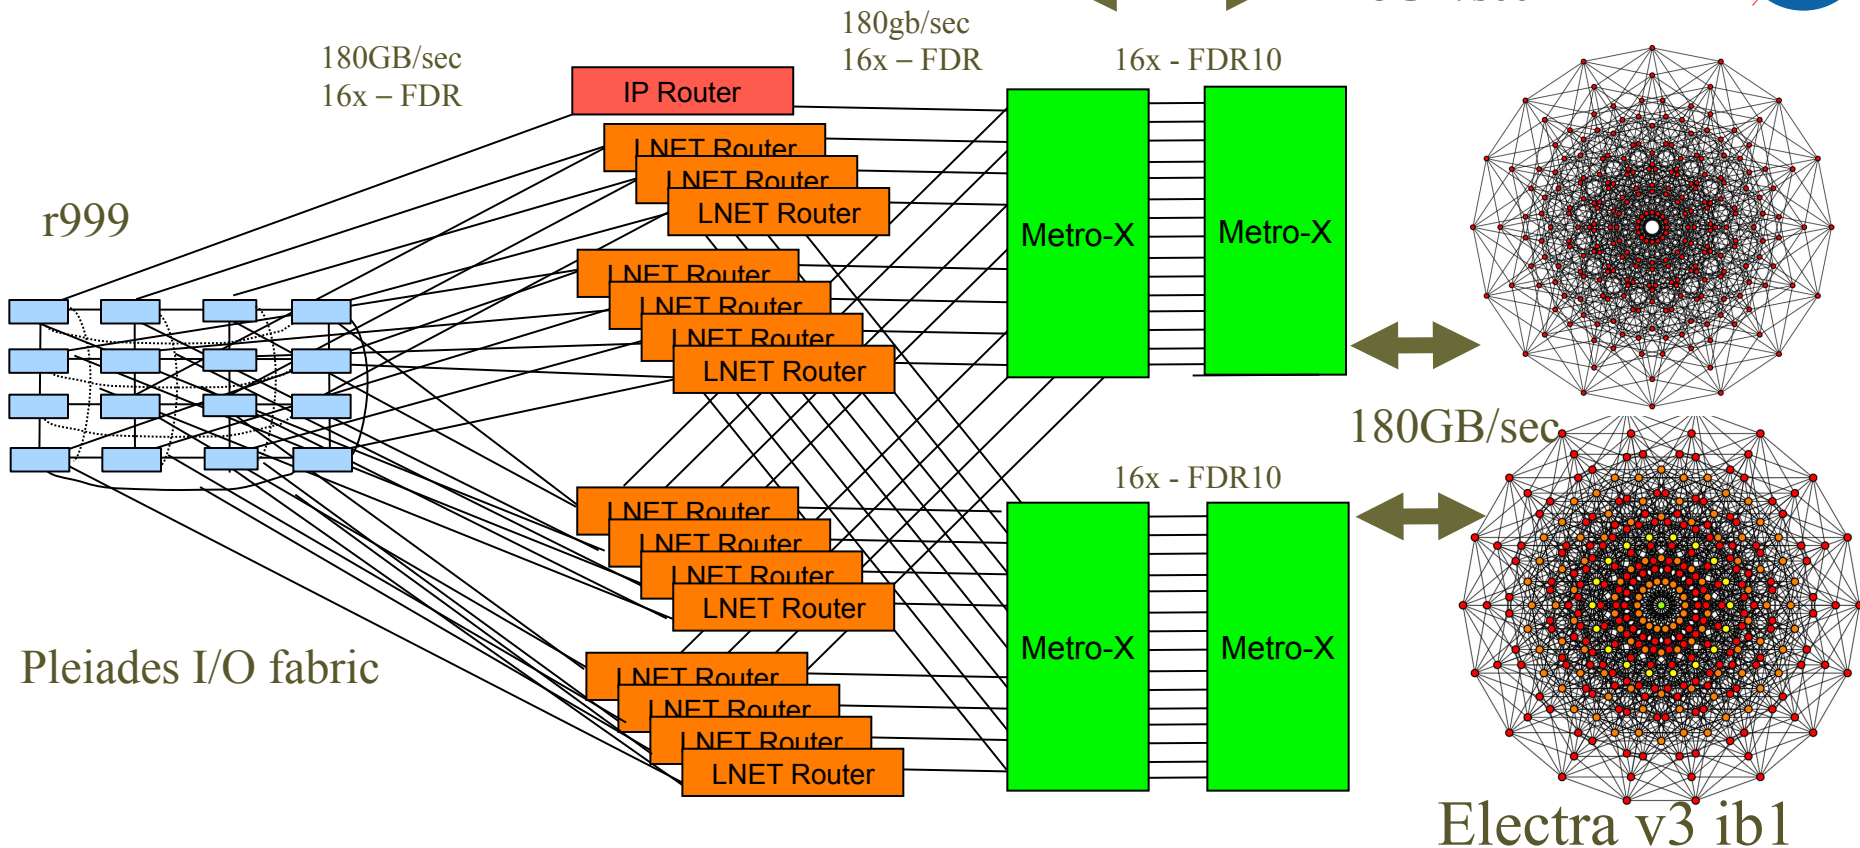 180GB/sec
16x – FDR
180gb/sec
16x – FDR
16x - FDR10
IP Router
LNET Router
LNET Router
LNET Router
r999
Metro-X
Metro-X
LNET Router
LNET Router
LNET Router
LNET Router
180GB/sec
16x - FDR10
LNET Router
LNET Router
LNET Router
LNET Router
Metro-X
Metro-X
Pleiades I/O fabric
LNET Router
LNET Router
LNET Router
LNET Router
Electra v3 ib1